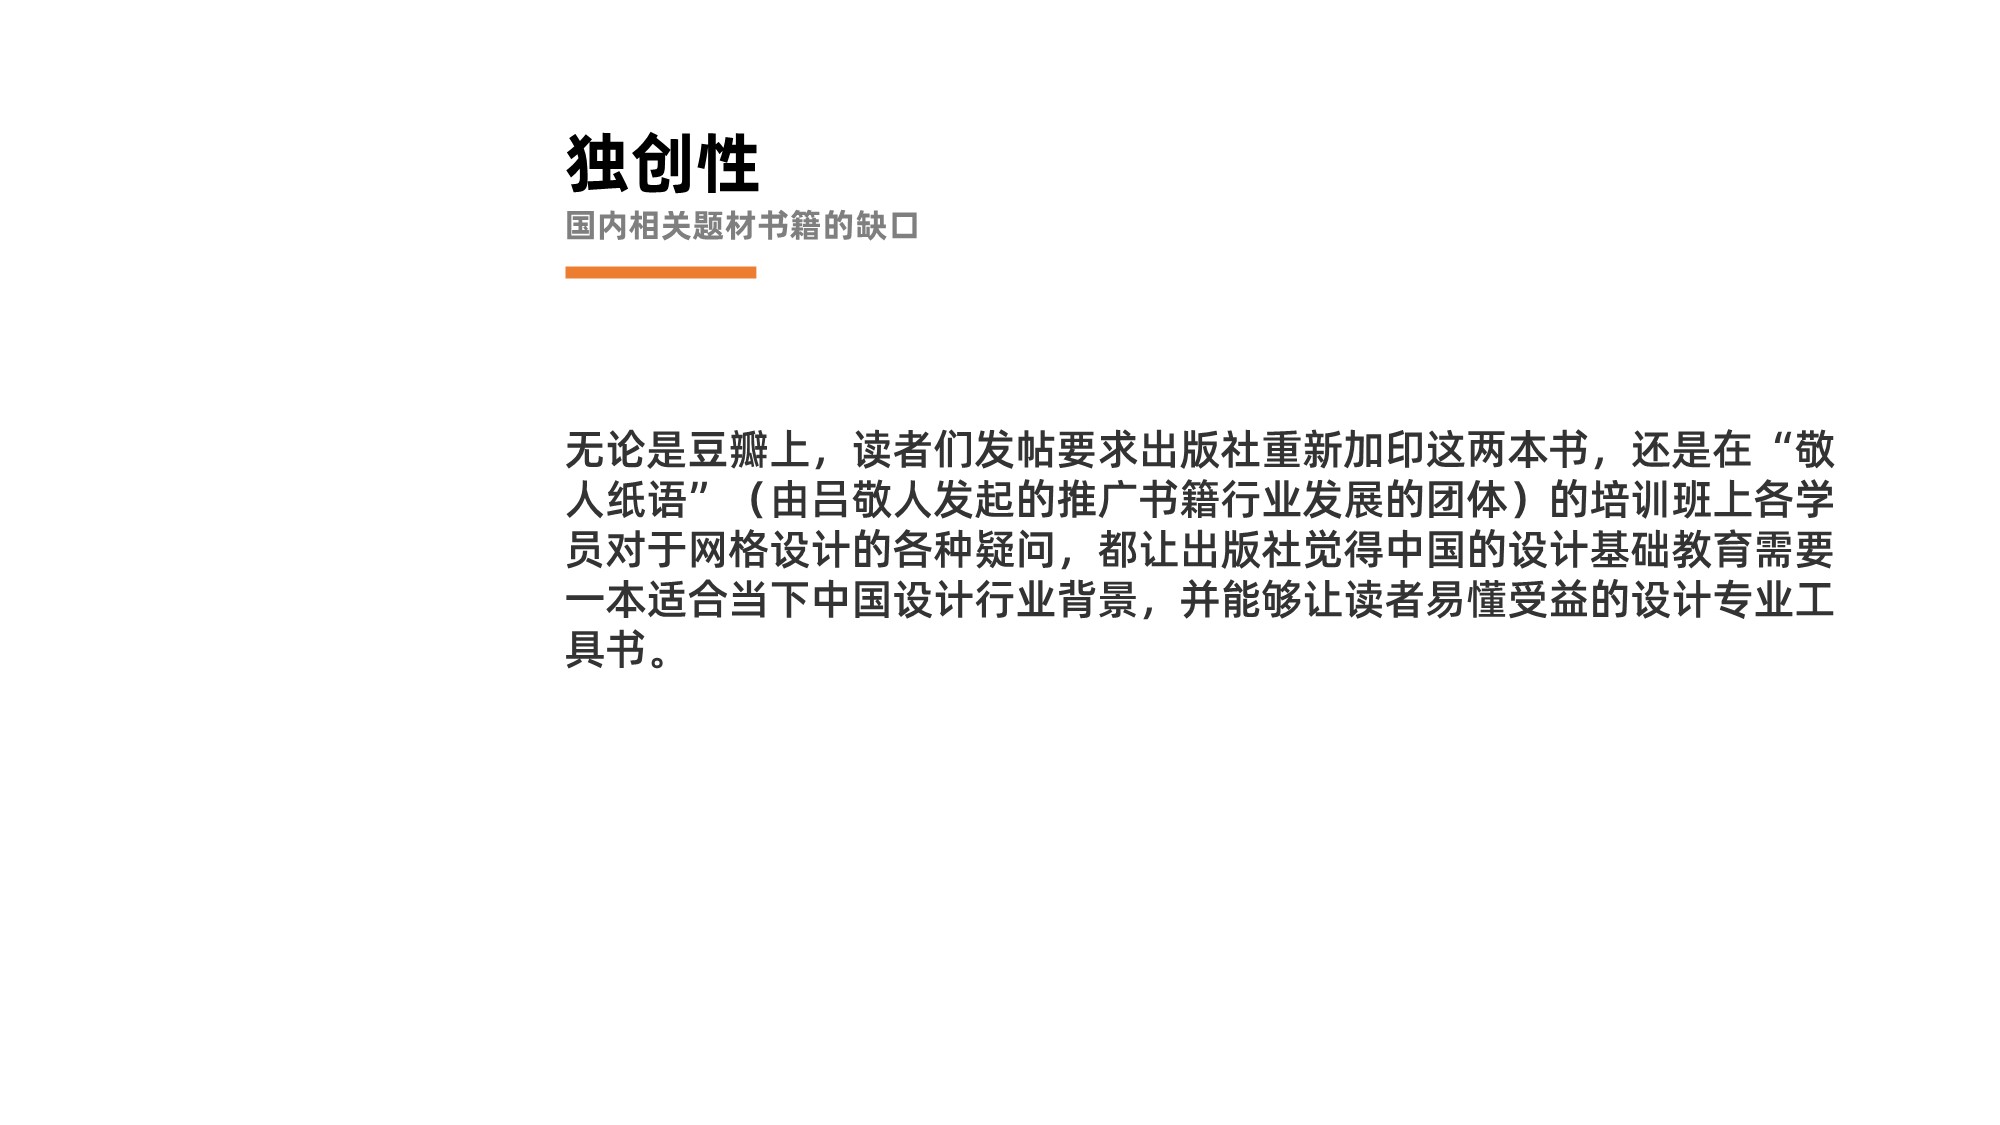 独创性
国内相关题材书籍的缺口
无论是豆瓣上，读者们发帖要求出版社重新加印这两本书，还是在“敬
人纸语”（由吕敬人发起的推广书籍行业发展的团体）的培训班上各学
员对于网格设计的各种疑问，都让出版社觉得中国的设计基础教育需要
一本适合当下中国设计行业背景，并能够让读者易懂受益的设计专业工
具书。